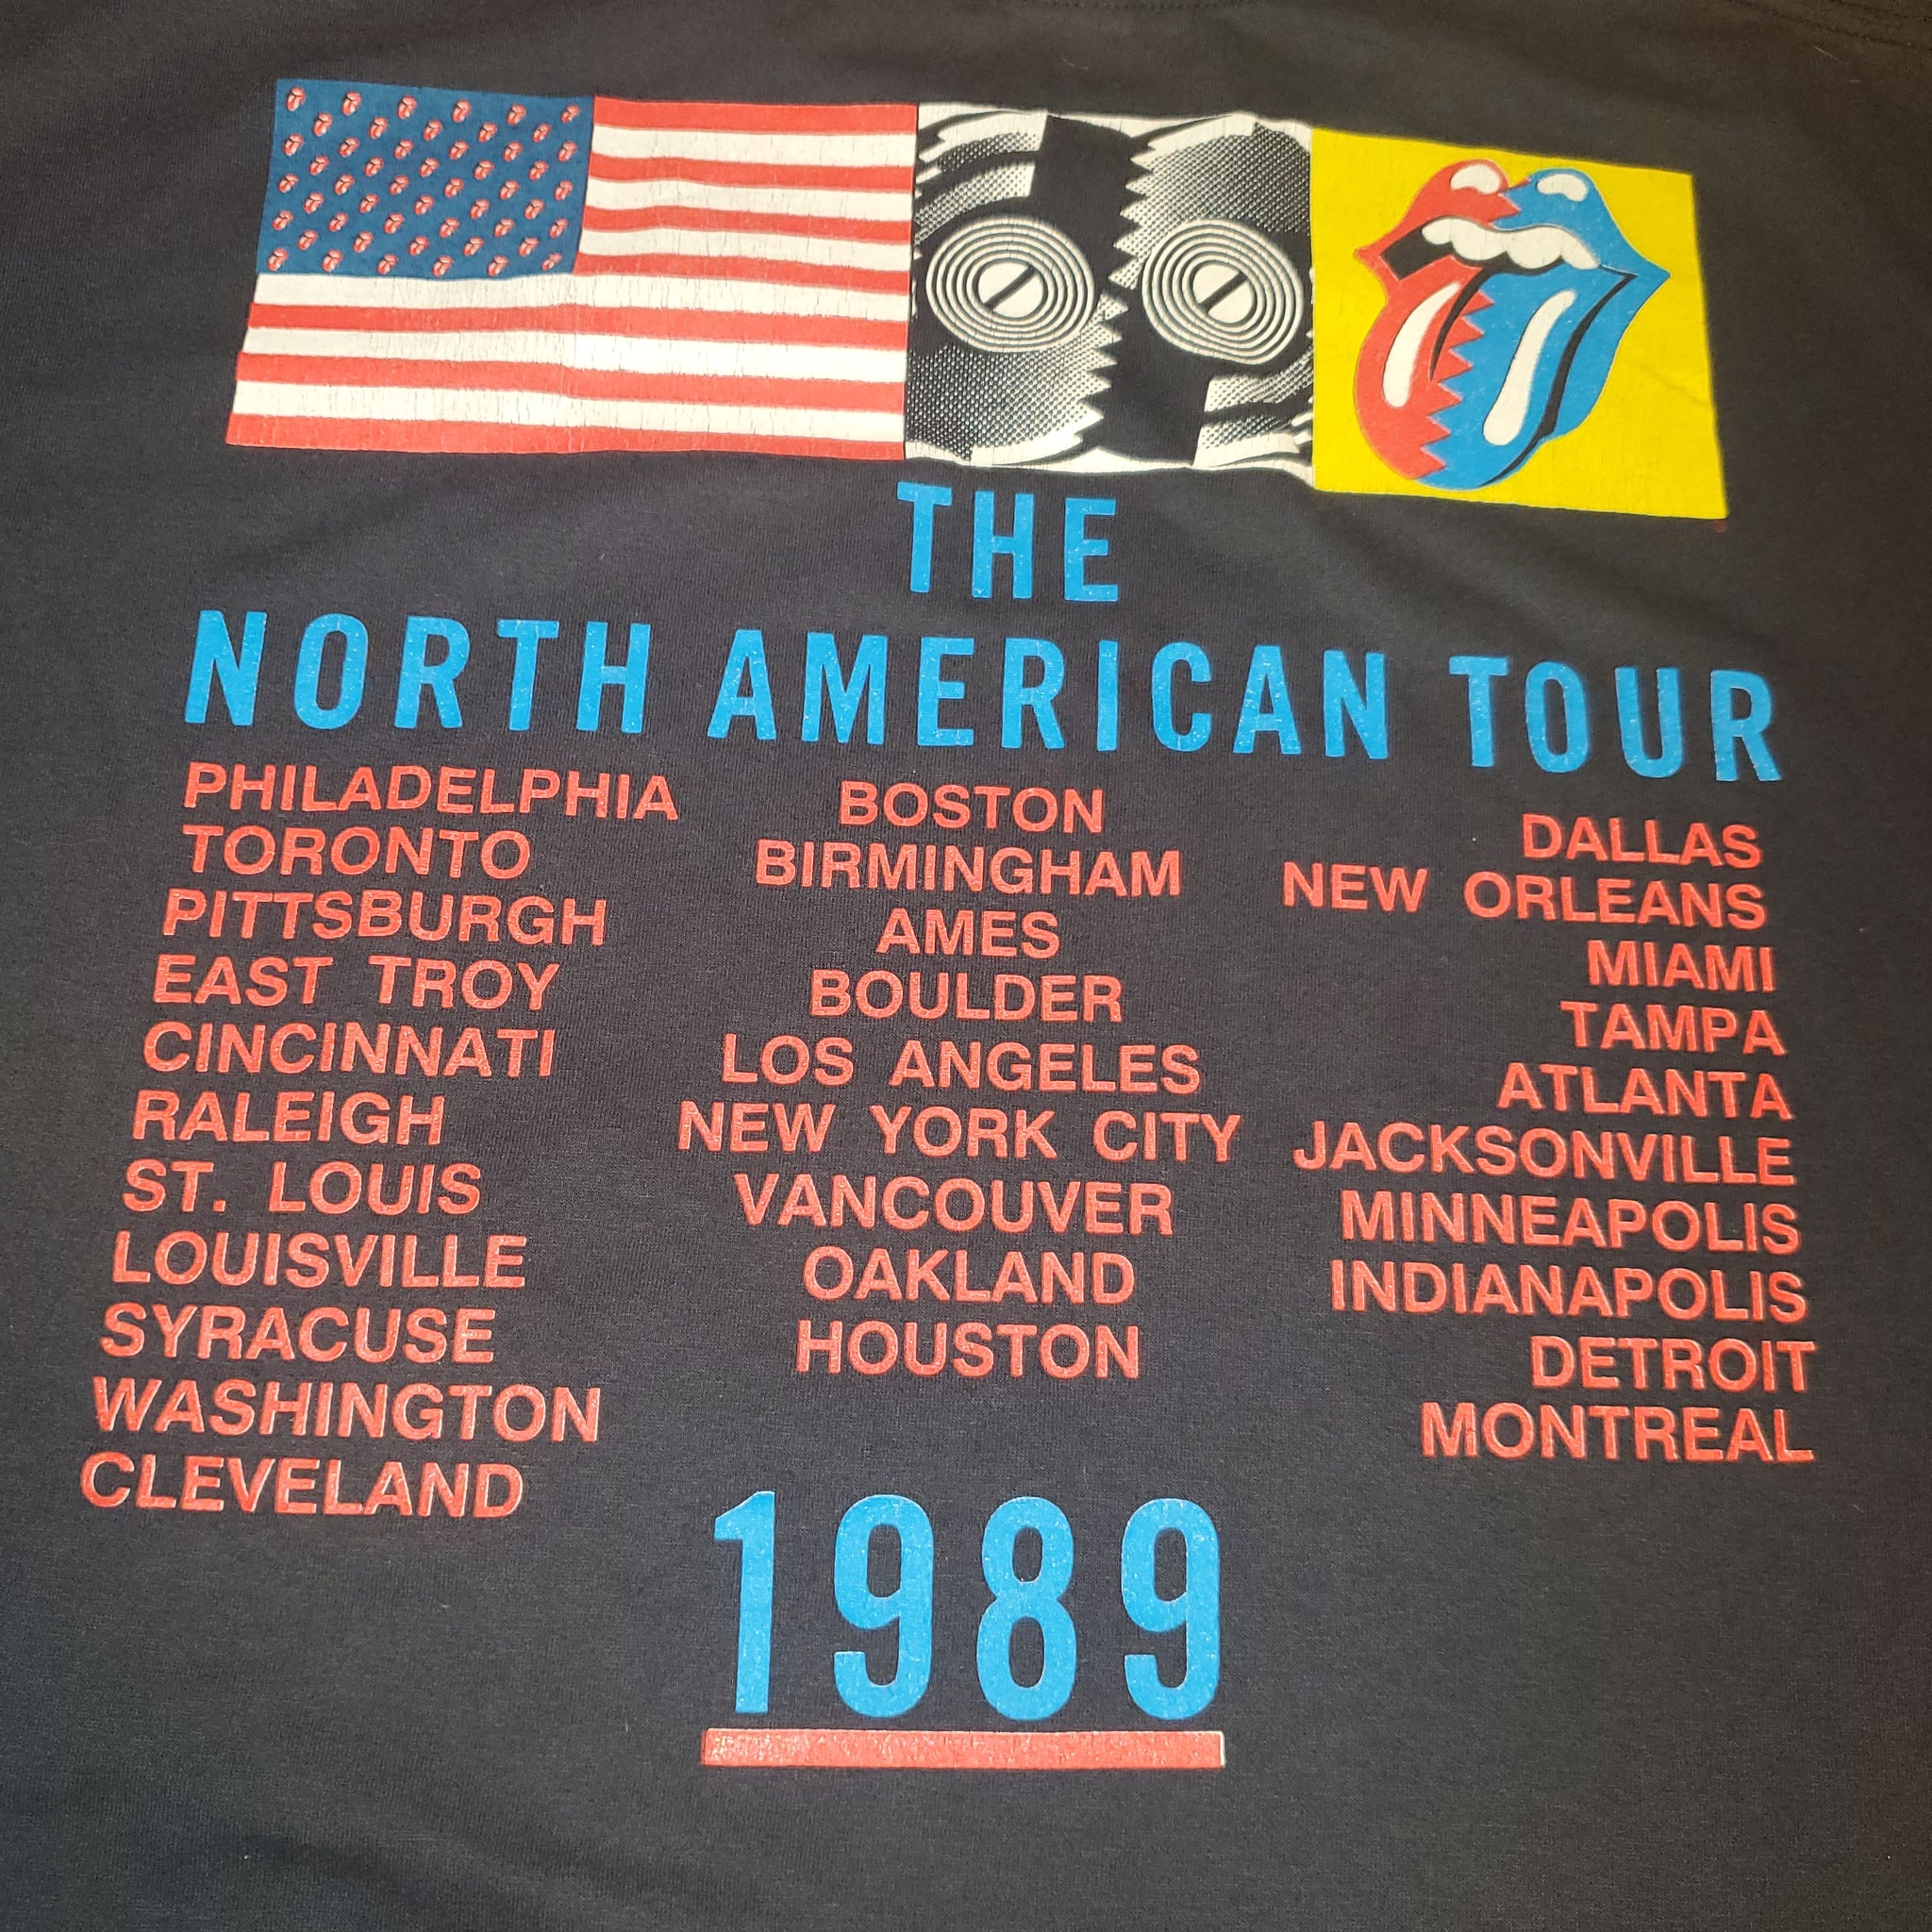 THE
NORTH AMERICAN TOUR
PHILADELPHIA
TORONTO
PITTSBURGH
EAST TROY
CINCINNATI
RALEIGH
ST. LOUIS
LOUISVILLE
SYRACUSE
WASHINGTON
CLEVELAND
BOSTON
BIRMINGHAM
AMES
BOULDER
LOS ANGELES
NEW YORK CITY
VANCOUVER
OAKLAND
HOUSTON
DALLAS
NEW ORLEANS
MIAMI
TAMPA
ATLANTA
JACKSONVILLE
MINNEAPOLIS
INDIANAPOLIS
DETROIT
MONTREAL
1989